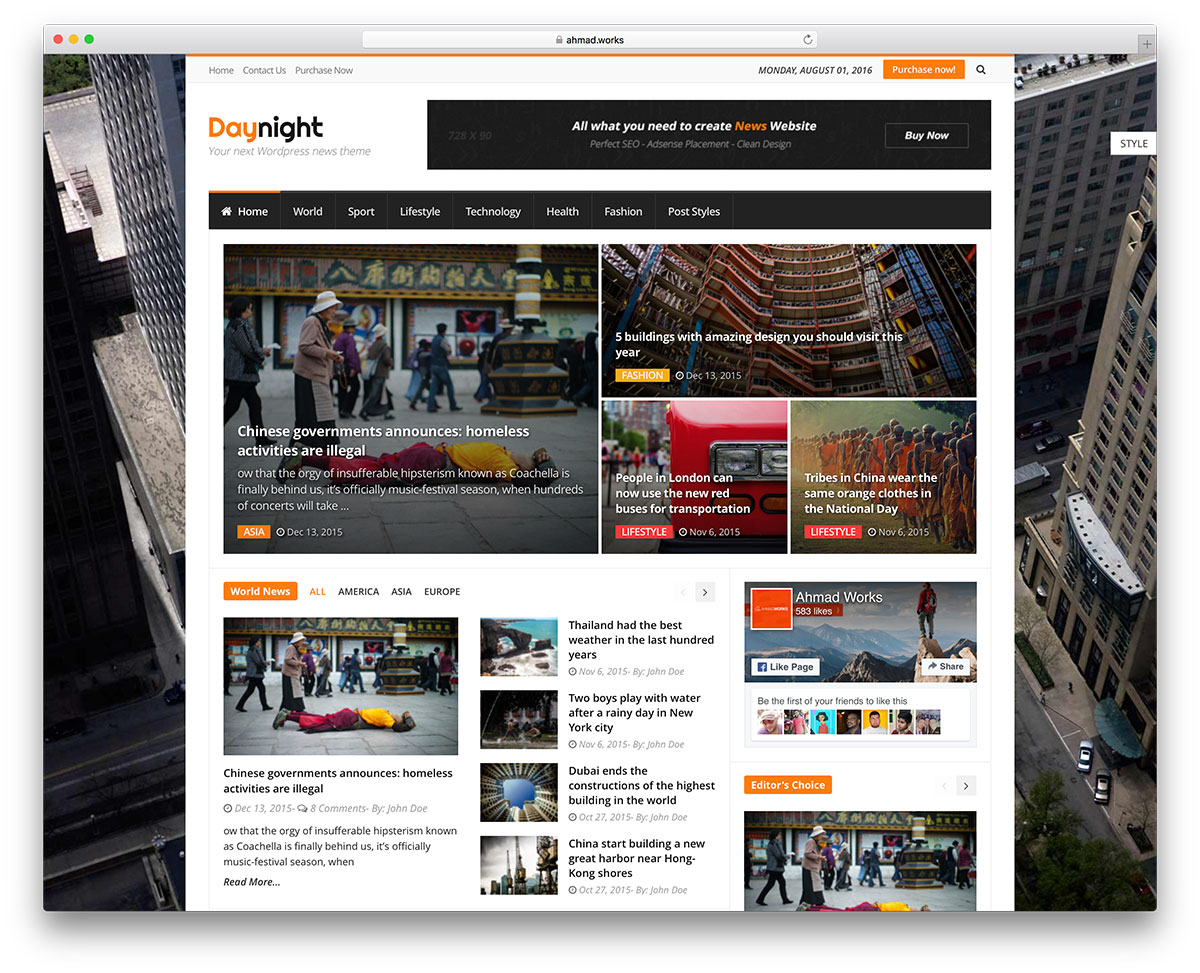 ahmad.works
Home Contact Us Purchase Now
MONDAY, AUGUST 01, 2016
Purchase now!
Daynight
Your next Wordpress news theme
728 X 90
All what you need to create News Website
Perfect SEO - Adsense Placement - Clean Design
Buy Now
STYLE
Home World Sport Lifestyle Technology Health Fashion Post Styles
Chinese governments announces: homeless
activities are illegal
ow that the orgy of insufferable hipsterism known as Coachella is
finally behind us, it's officially music-festival season, when hundreds
of concerts will take ...
ASIA Dec 13, 2015
5 buildings with amazing design you should visit this
year
FASHION Dec 13, 2015
People in London can
now use the new red
buses for transportation
LIFESTYLE Nov 6, 2015
Tribes in China wear the
same orange clothes in
the National Day
LIFESTYLE Nov 6, 2015
World News ALL AMERICA ASIA EUROPE
Chinese governments announces: homeless
activities are illegal
Dec 13, 2015- 8 Comments- By: John Doe
ow that the orgy of insufferable hipsterism known
as Coachella is finally behind us, it's officially
music-festival season, when
Read More...
Thailand had the best
weather in the last hundred
years
Nov 6, 2015- By: John Doe
Two boys play with water
after a rainy day in New
York city
Nov 6, 2015- By: John Doe
Dubai ends the
constructions of the highest
building in the world
Oct 27, 2015- By: John Doe
China start building a new
great harbor near Hong-
Kong shores
Oct 27, 2015- By: John Doe
Ahmad Works
583 likes
Like Page
Share
Be the first of your friends to like this
Editor's Choice